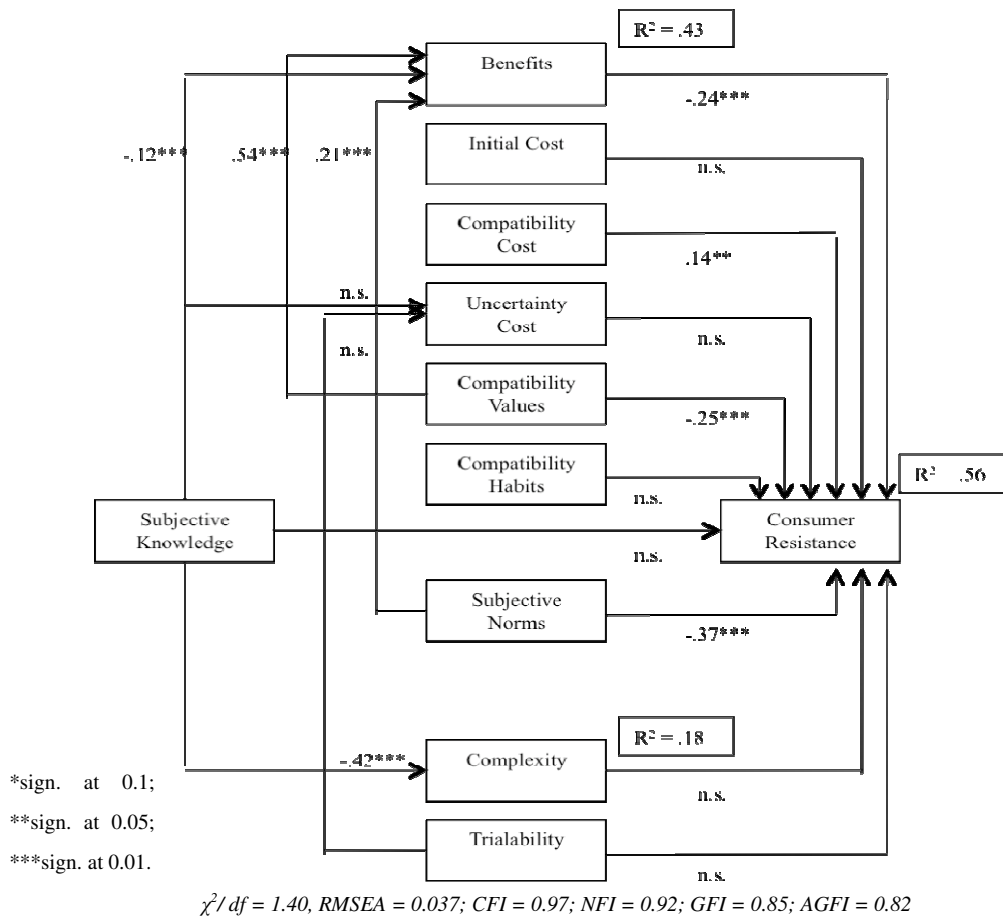 R² = .43
Benefits
-.24***
-.12***
.54***
.21***
Initial Cost
n.s.
Compatibility
Cost
.14**
n.s.
Uncertainty
Cost
n.s.
n.s.
Compatibility
Values
-.25***
Compatibility
Habits
n.s.
R² .56
Subjective
Knowledge
Consumer
Resistance
n.s.
Subjective
Norms
-.37***
R² = .18
-.42***
Complexity
n.s.
*sign. at 0.1;
**sign. at 0.05;
***sign. at 0.01.
Trialability
n.s.
χ²/ df = 1.40, RMSEA = 0.037; CFI = 0.97; NFI = 0.92; GFI = 0.85; AGFI = 0.82